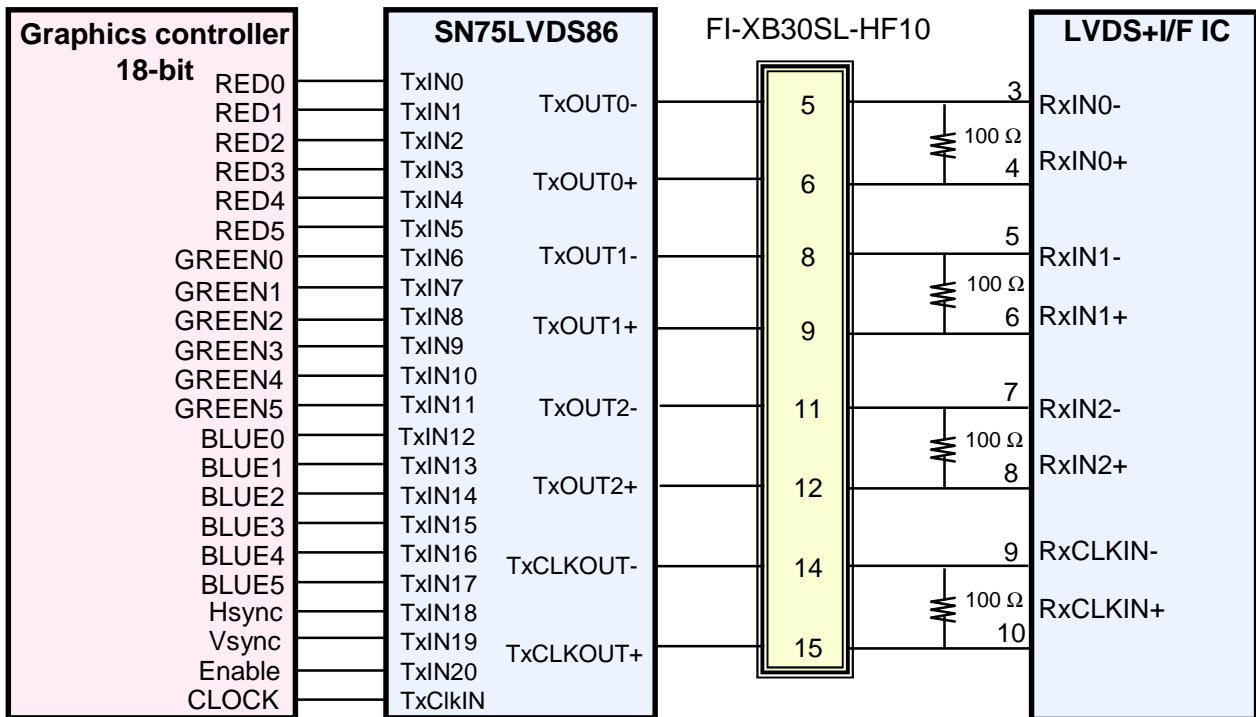 Graphics controller
18-bit
RED0
RED1
RED2
RED3
RED4
RED5
GREEN0
GREEN1
GREEN2
GREEN3
GREEN4
GREEN5
BLUE0
BLUE1
BLUE2
BLUE3
BLUE4
BLUE5
Hsync
Vsync
Enable
CLOCK
SN75LVDS86
TxIN0
TxIN1
TxIN2
TxIN3
TxIN4
TxIN5
TxIN6
TxIN7
TxIN8
TxIN9
TxIN10
TxIN11
TxIN12
TxIN13
TxIN14
TxIN15
TxIN16
TxIN17
TxIN18
TxIN19
TxIN20
TxClkIN
TxOUT0-
TxOUT0+
TxOUT1-
TxOUT1+
TxOUT2-
TxOUT2+
TxCLKOUT-
TxCLKOUT+
FI-XB30SL-HF10
5
6
8
9
11
12
14
15
3
100 Ω
4
5
100 Ω
6
7
100 Ω
8
9
100 Ω
10
LVDS+I/F IC
RxIN0-
RxIN0+
RxIN1-
RxIN1+
RxIN2-
RxIN2+
RxCLKIN-
RxCLKIN+